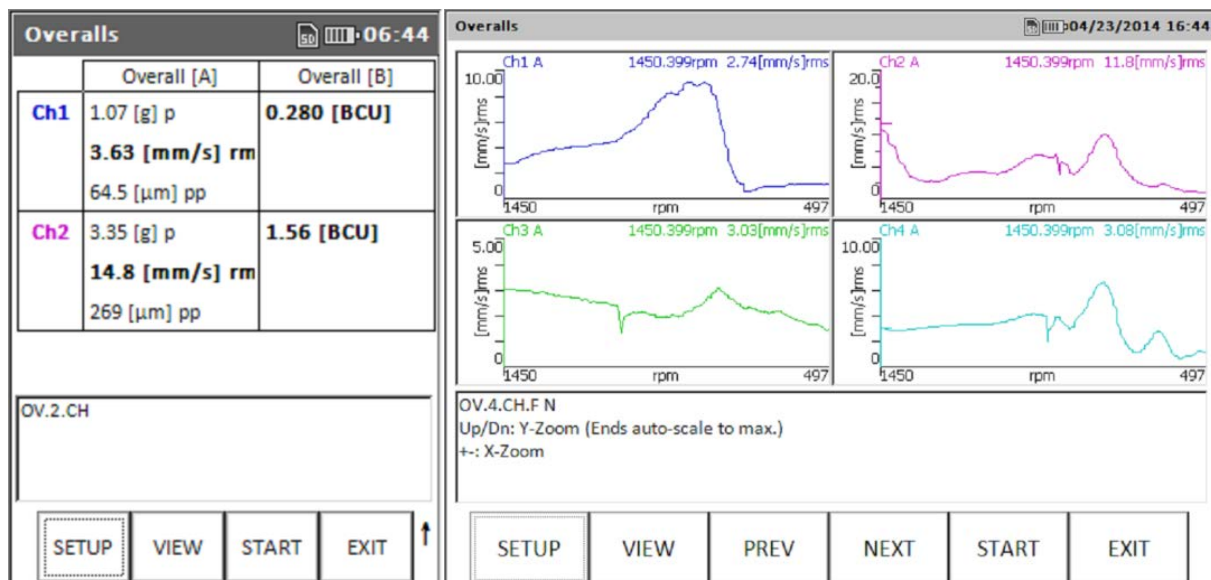 Overalls 06:44
Overall [A] Overall [B]
Ch1 1.07 [g] p 0.280 [BCU]
3.63 [mm/s] rm
64.5 [µm] pp
Ch2 3.35 [g] p 1.56 [BCU]
14.8 [mm/s] rm
269 [µm] pp
OV.2.CH
SETUP VIEW START EXIT
Overalls 04/23/2014 16:44
Ch1 A 1450.399rpm 2.74[mm/s]rms
10.00
[mm/s]rms
0
1450 rpm 497
Ch2 A 1450.399rpm 11.8[mm/s]rms
20.0
[mm/s]rms
0
1450 rpm 497
Ch3 A 1450.399rpm 3.03[mm/s]rms
5.00
[mm/s]rms
0
1450 rpm 497
Ch4 A 1450.399rpm 3.08[mm/s]rms
10.00
[mm/s]rms
0
1450 rpm 497
OV.4.CH.F N
Up/Dn: Y-Zoom (Ends auto-scale to max.)
+-: X-Zoom
SETUP VIEW PREV NEXT START EXIT